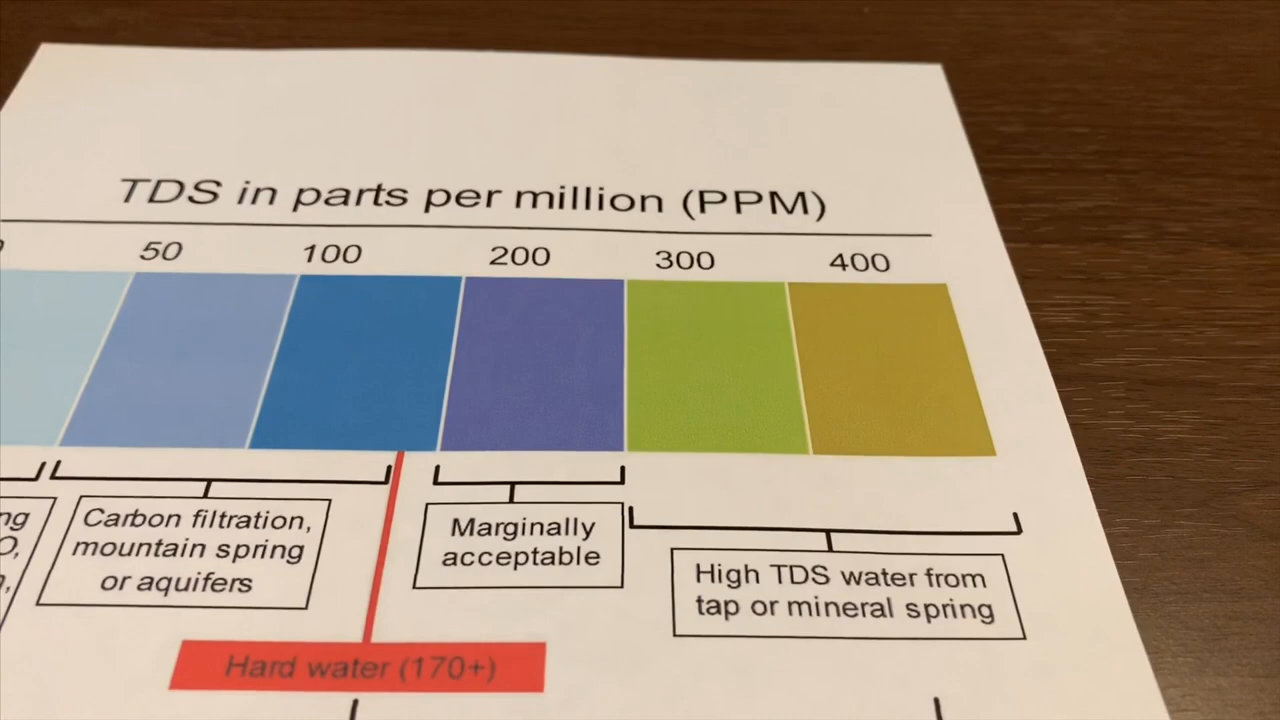 TDS in parts per million (PPM)
50 100 200 300 400
Carbon filtration,
mountain spring
or aquifers
Marginally
acceptable
High TDS water from
tap or mineral spring
Hard water (170+)